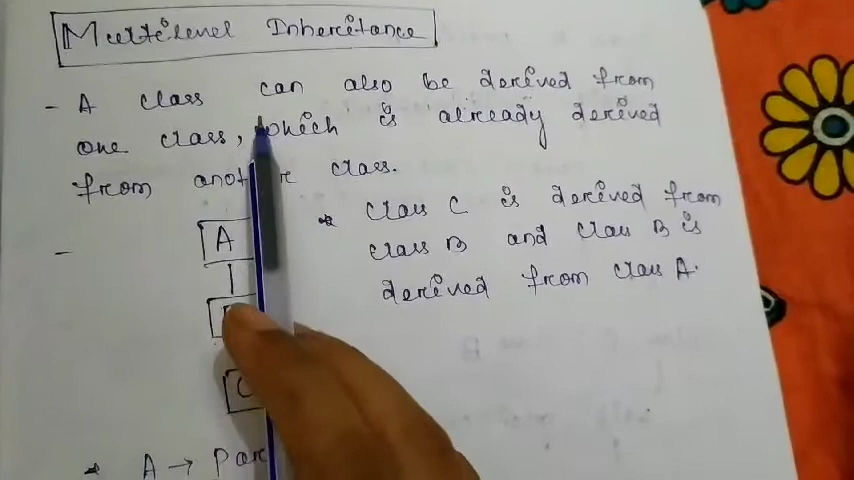 Multilevel Inheritance
- A class can also be derived from
one class, which is already derived
from another class.
* Class C is derived from
class B and class B is
derived from class A.
- A
C
* A →